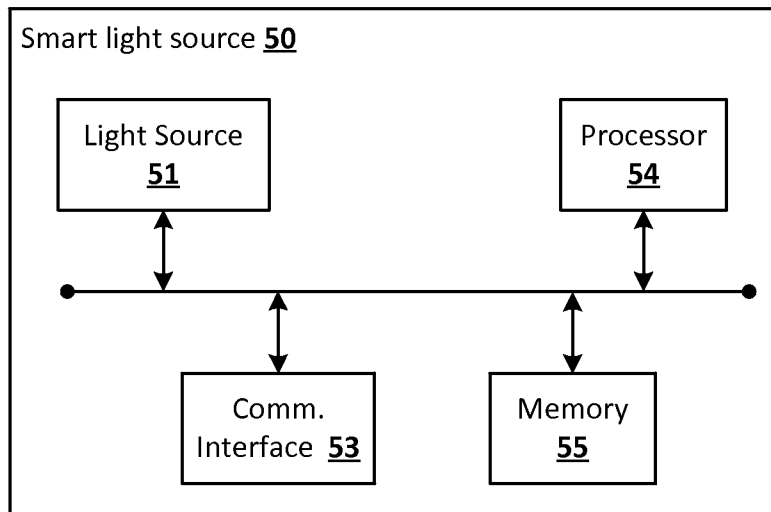 Smart light source 50
Light Source
51
Processor
54
Comm.
Interface 53
Memory
55